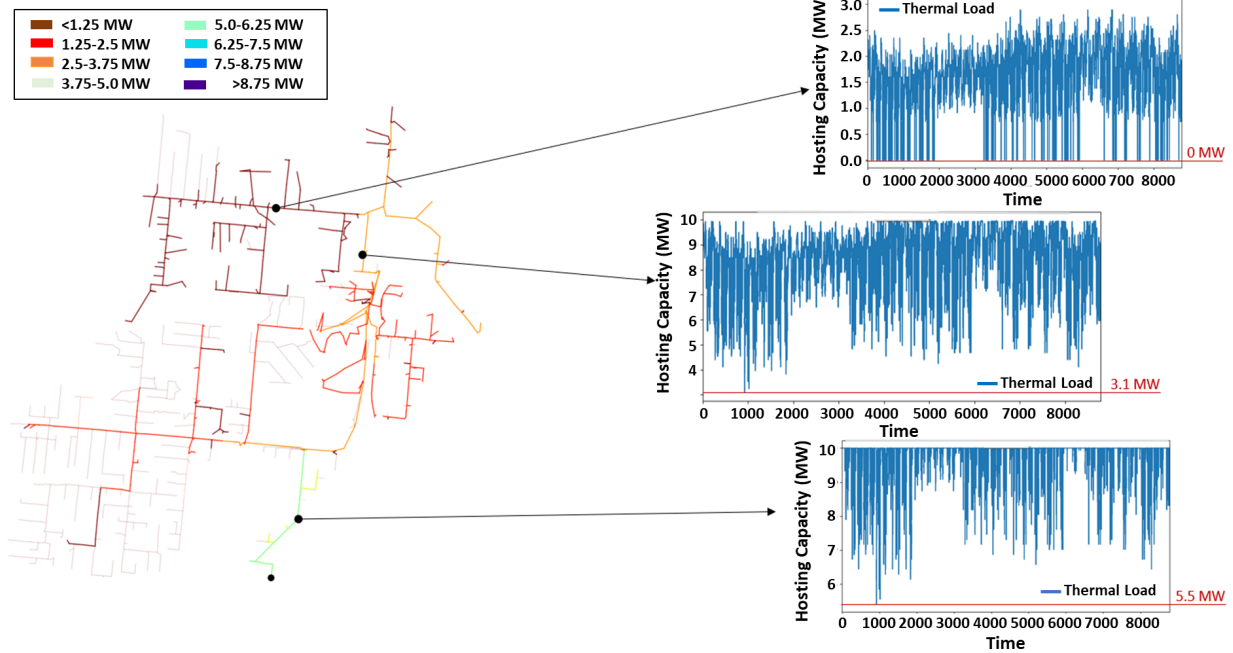 <1.25 MW
1.25-2.5 MW
2.5-3.75 MW
3.75-5.0 MW
5.0-6.25 MW
6.25-7.5 MW
7.5-8.75 MW
>8.75 MW
Hosting Capacity (MW)
3.0
2.5
2.0
1.5
1.0
0.5
0.0
Thermal Load
0 MW
0 1000 2000 3000 4000 5000 6000 700 8000
Time
Hosting Capacity (MW)
10
9
8
7
6
5
4
Thermal Load
3.1 MW
0 1000 2000 3000 4000 5000 6000 7000 8000
Time
Hosting Capacity (MW)
10
9
8
7
6
Thermal Load
5.5 MW
0 1000 2000 3000 4000 5000 6000 7000 8000
Time